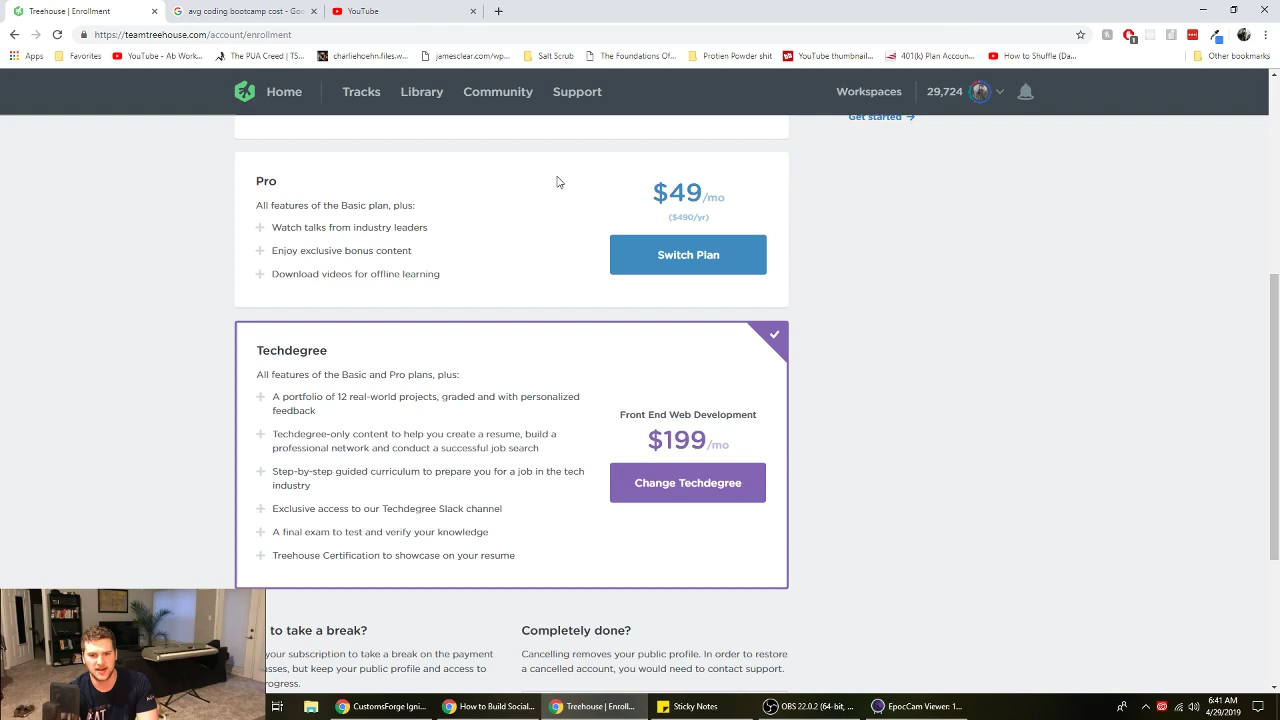 Treehouse | Enrollment
avg coding bootcamp cost - Goo
YouTube
https://teamtreehouse.com/account/enrollment
Apps
Favorites
YouTube - Ab Work...
The PUA Creed | TS...
charliehoehn.files.w...
jamesclear.com/wp...
Salt Scrub
The Foundations Of...
Protien Powder shit...
YouTube thumbnail...
401(k) Plan Accoun...
How to Shuffle (Da...
Other bookmarks
Home
Tracks
Library
Community
Support
Workspaces
29,724
Get started →
Pro
All features of the Basic plan, plus:
Watch talks from industry leaders
Enjoy exclusive bonus content
Download videos for offline learning
$49/mo
($490/yr)
Switch Plan
Techdegree
All features of the Basic and Pro plans, plus:
A portfolio of 12 real-world projects, graded and with personalized
feedback
Techdegree-only content to help you create a resume, build a
professional network and conduct a successful job search
Step-by-step guided curriculum to prepare you for a job in the tech
industry
Exclusive access to our Techdegree Slack channel
A final exam to test and verify your knowledge
Treehouse Certification to showcase on your resume
Front End Web Development
$199/mo
Change Techdegree
to take a break?
your subscription to take a break on the payment
sses, but keep your public profile and access to
rogress.
Completely done?
Cancelling removes your public profile. In order to restore
a cancelled account, you would need to contact support.
CustomsForge Igni...
How to Build Social...
Treehouse | Enroll...
Sticky Notes
OBS 22.0.2 (64-bit, ...
EpocCam Viewer: 1...
6:41 AM
4/29/2019